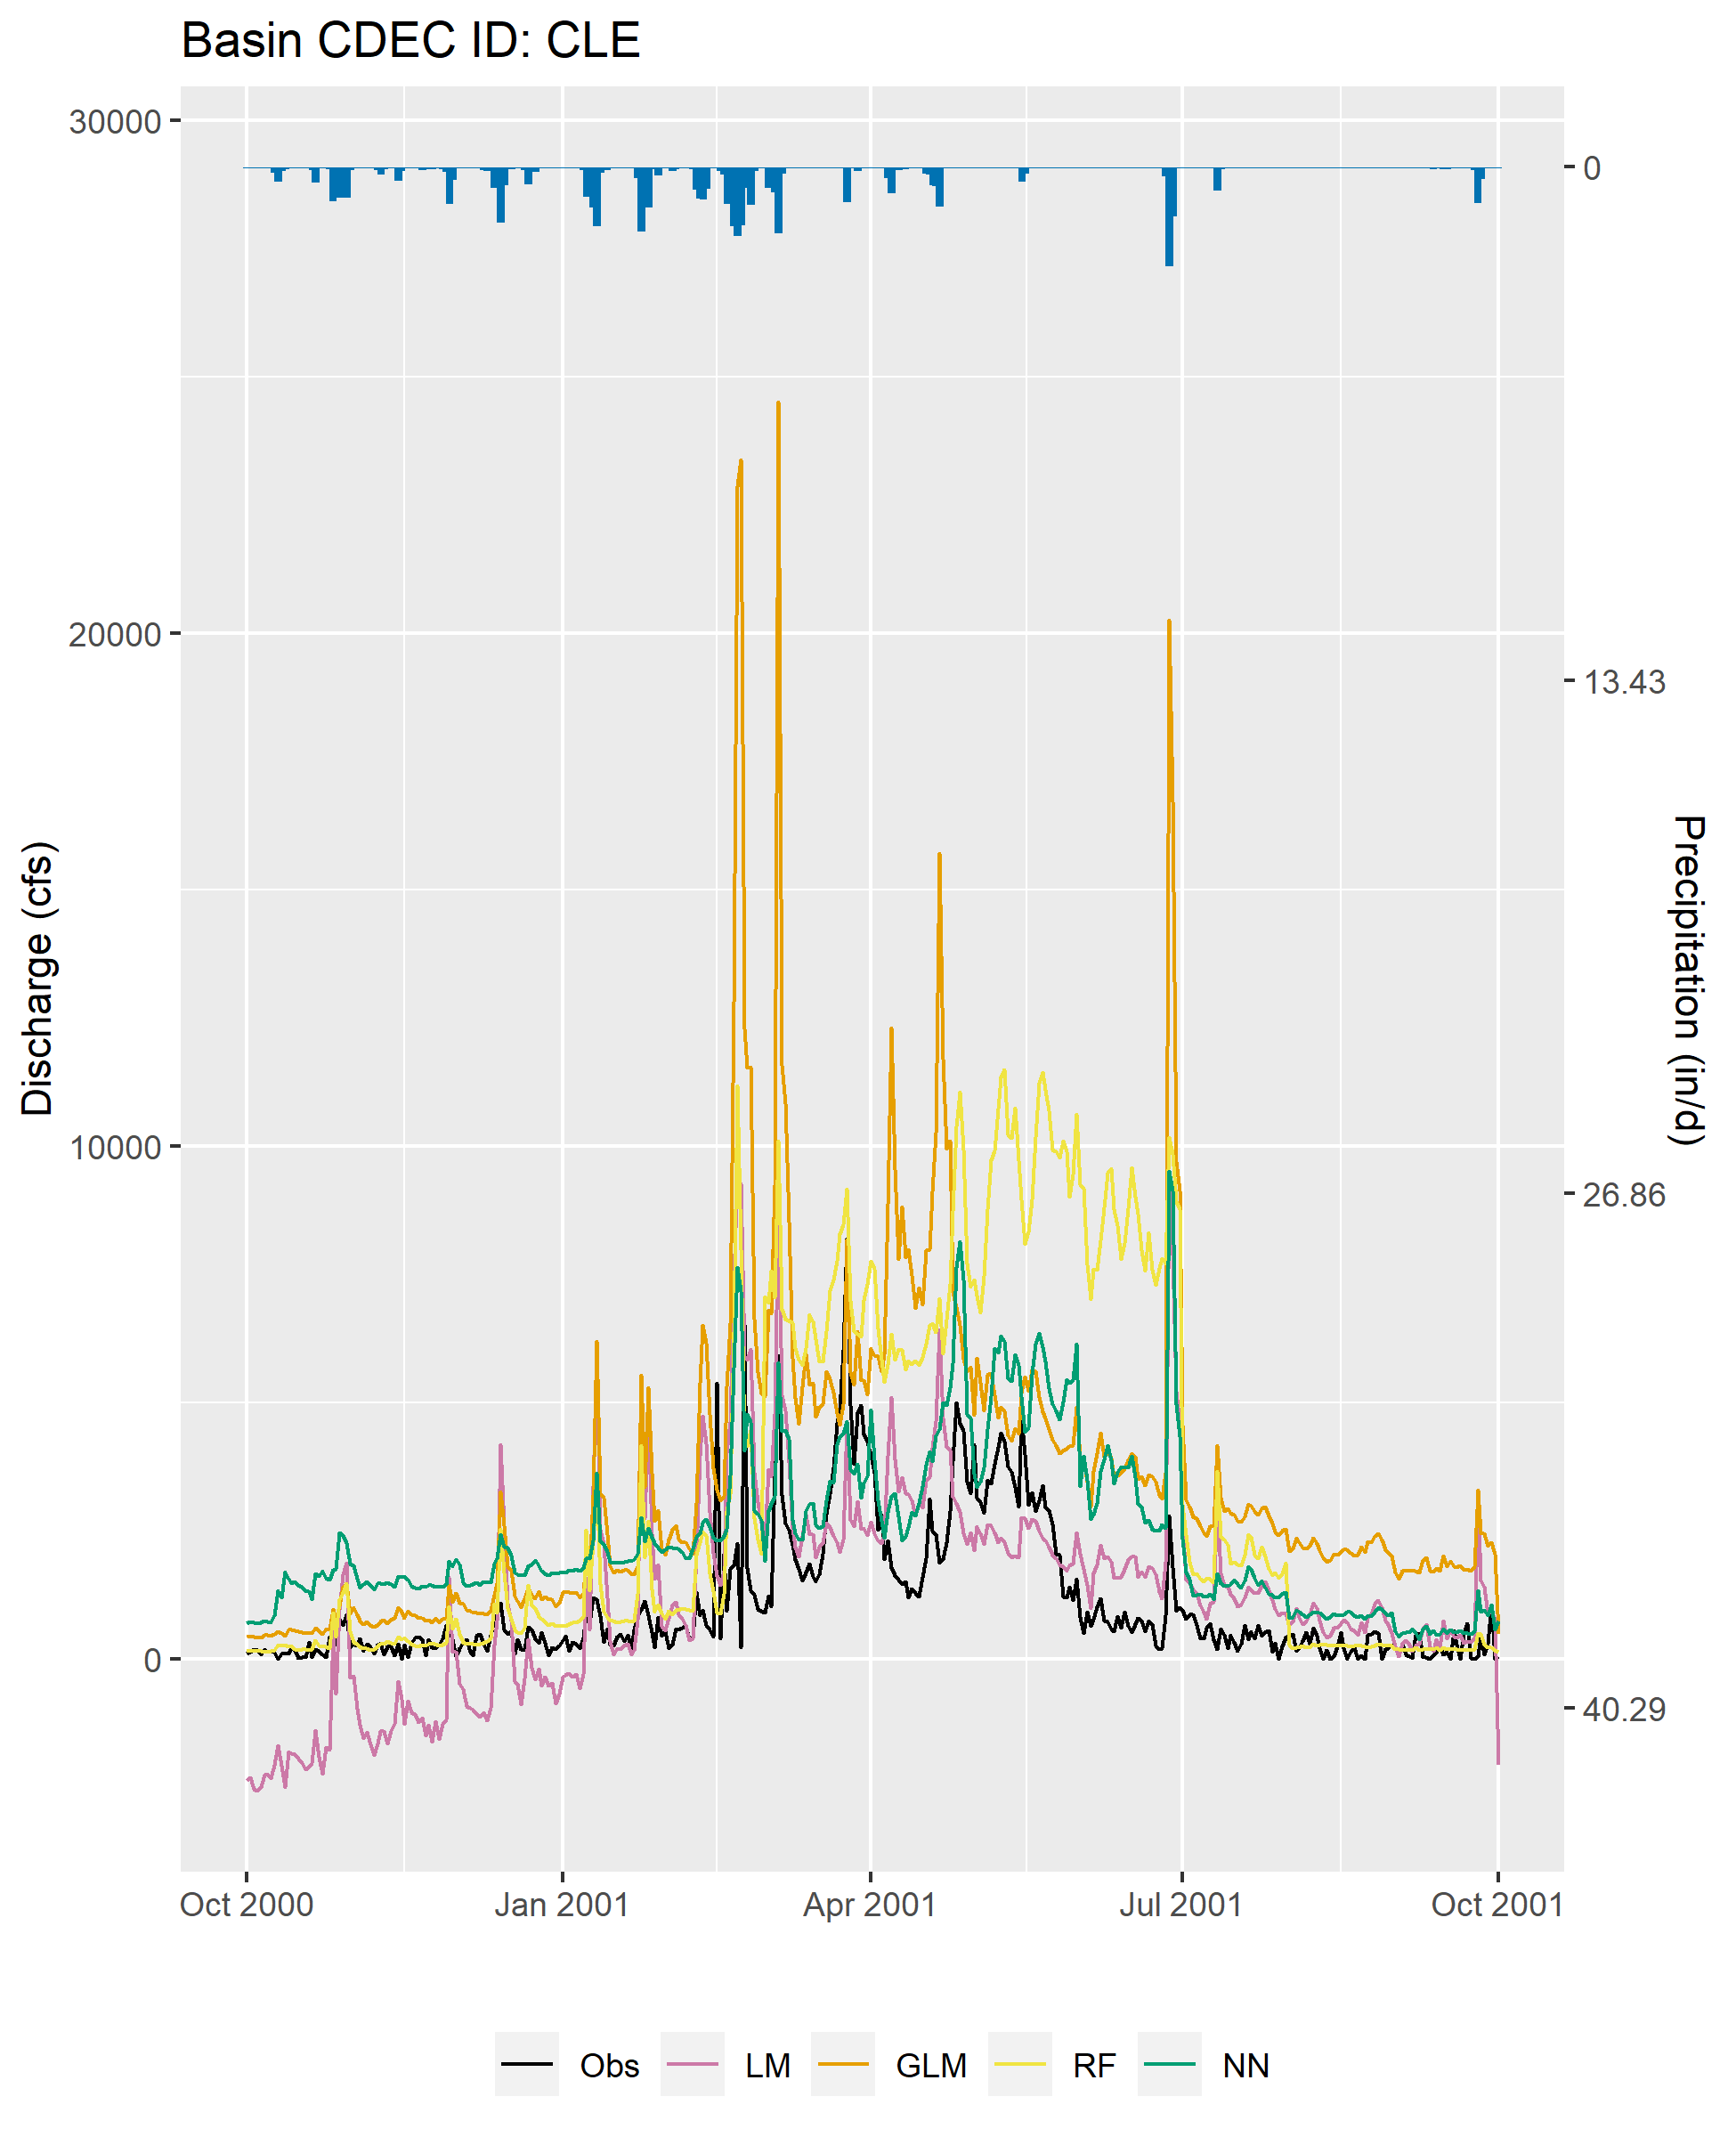 Basin CDEC ID: CLE
30000
20000
10000
0
Discharge (cfs)
0
13.43
26.86
40.29
Precipitation (in/d)
Oct 2000
Jan 2001
Apr 2001
Jul 2001
Oct 2001
Obs
LM
GLM
RF
NN